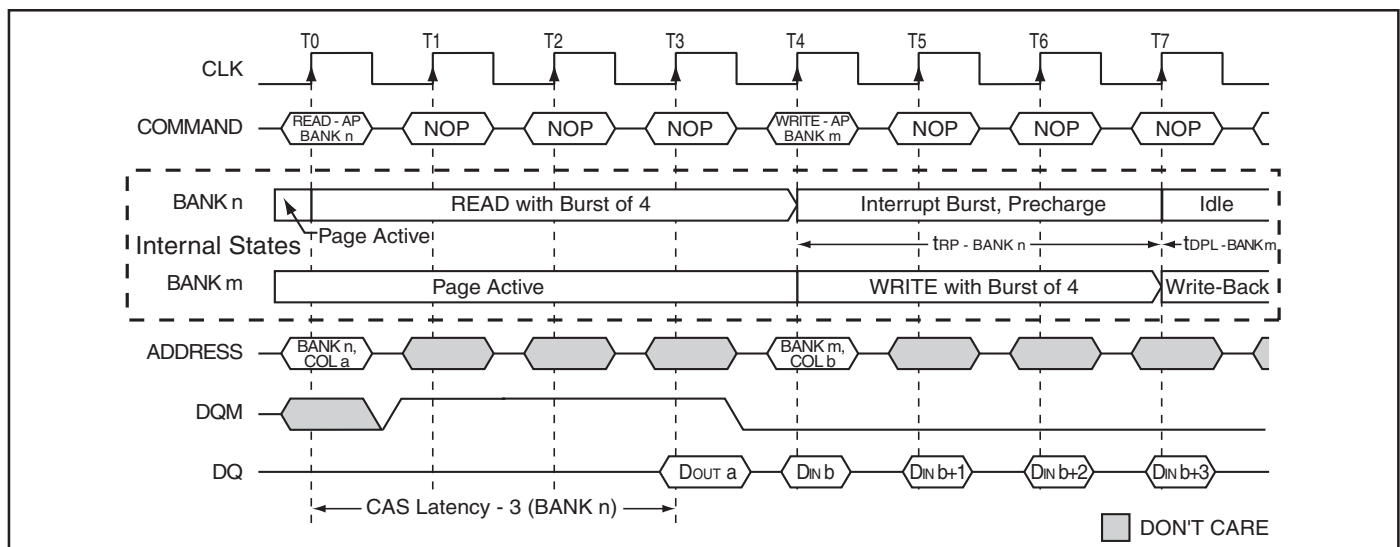 T0 T1 T2 T3 T4 T5 T6 T7
CLK
COMMAND READ - AP BANK n NOP NOP NOP WRITE - AP BANK m NOP NOP NOP
BANK n READ with Burst of 4 Interrupt Burst, Precharge Idle
Internal States Page Active tRP - BANK n tDPL - BANK m
BANK m Page Active WRITE with Burst of 4 Write-Back
ADDRESS BANK n, COL a BANK m, COL b
DQM
DQ DOUT a DIN b DIN b+1 DIN b+2 DIN b+3
CAS Latency - 3 (BANK n)
DON'T CARE